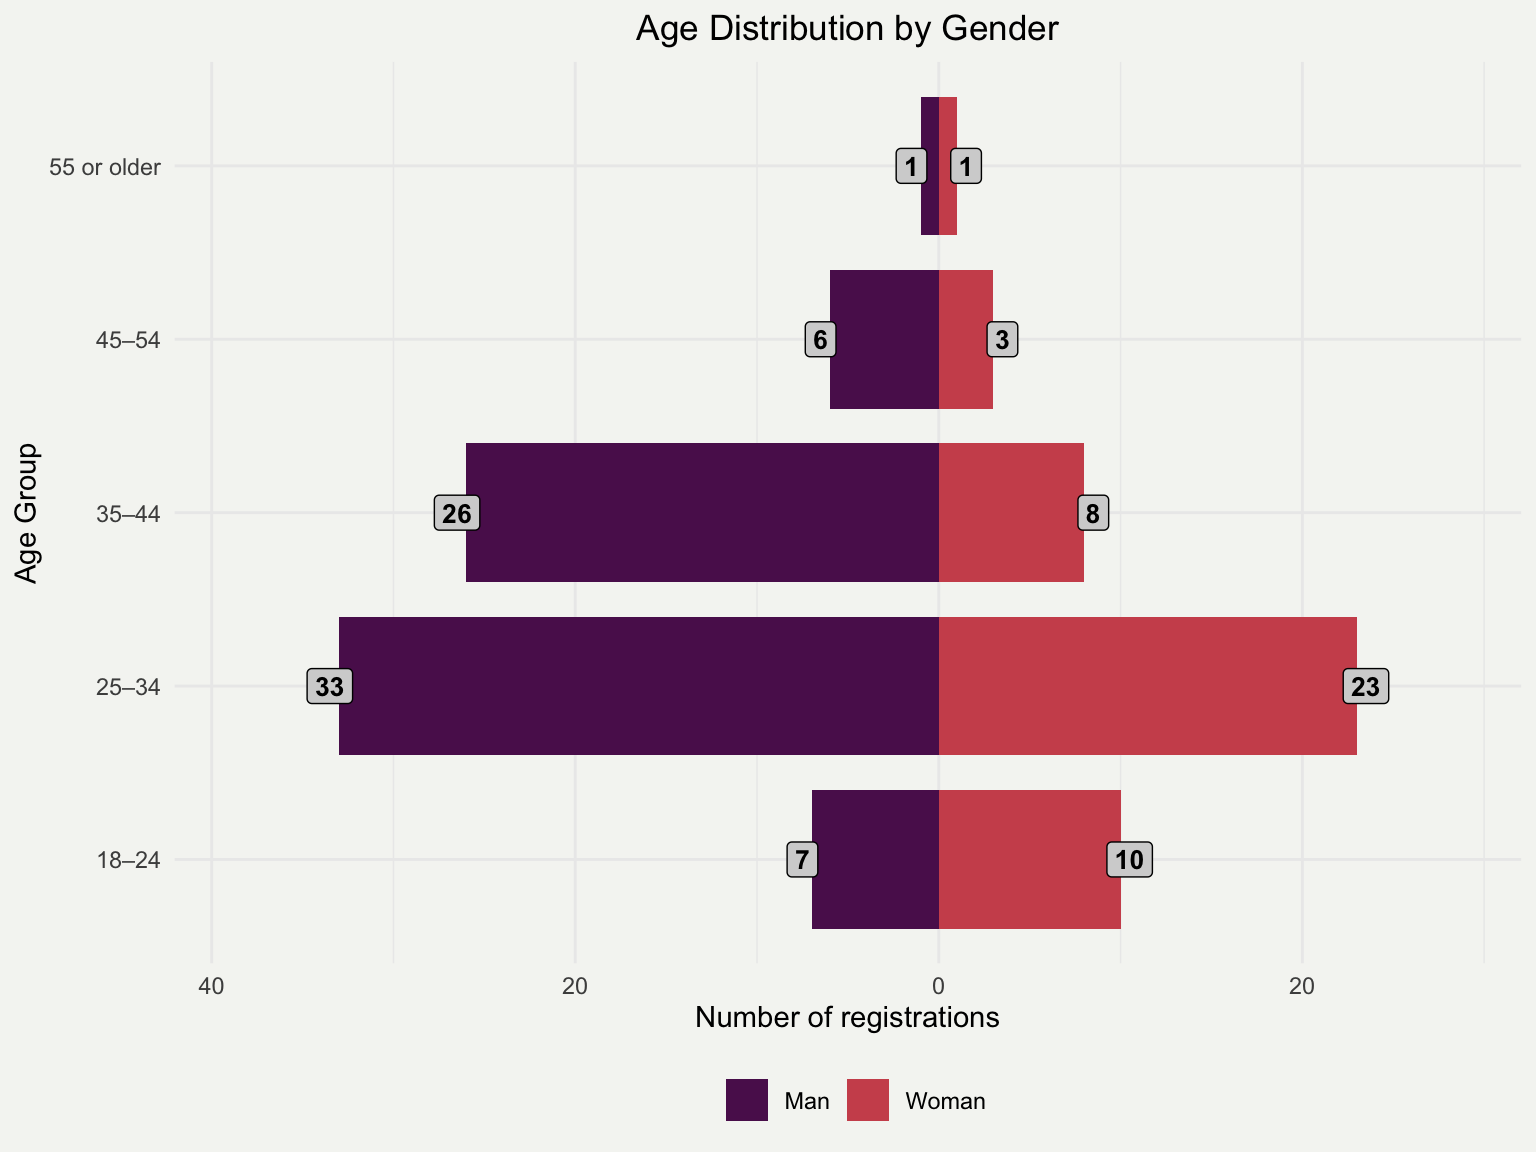 Age Distribution by Gender
Age Group
55 or older
1 1
45–54
6 3
35–44
26 8
25–34
33 23
18–24
7 10
40 20 0 20
Number of registrations
Man Woman